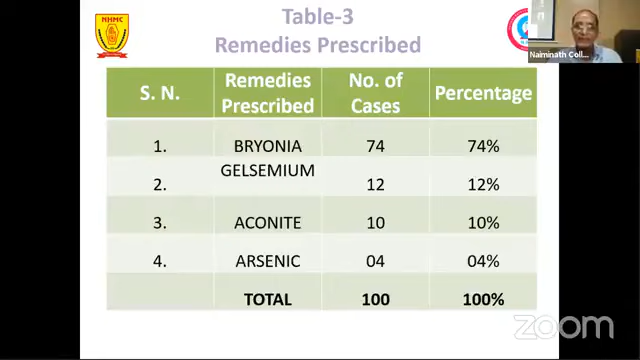 Table-3
Remedies Prescribed
NHMC
Naiminath Coll...
S. N. Remedies Prescribed No. of Cases Percentage
1. BRYONIA 74 74%
2. GELSEMIUM 12 12%
3. ACONITE 10 10%
4. ARSENIC 04 04%
TOTAL 100 100%
zoom